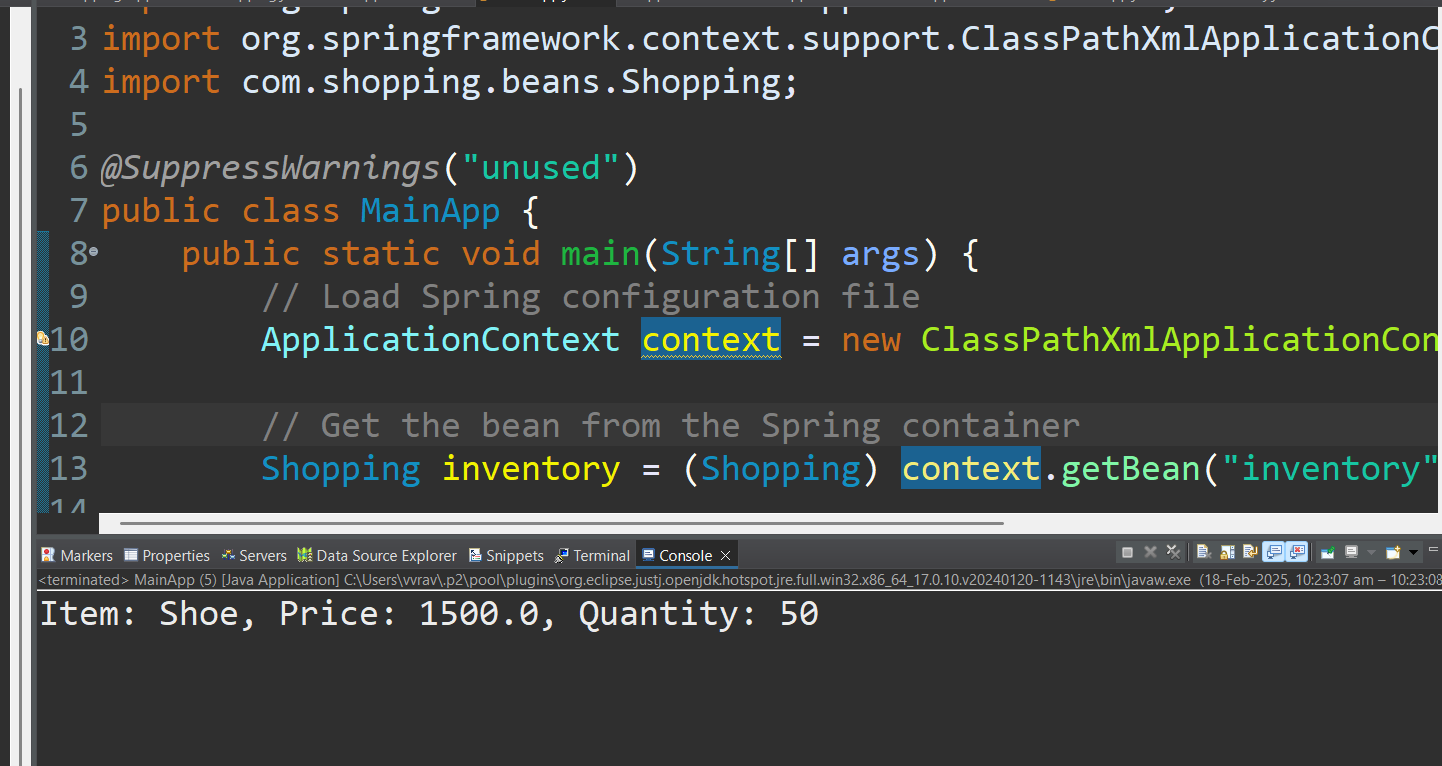 3 import org.springframework.context.support.ClassPathXmlApplicationC
4 import com.shopping.beans.Shopping;
5
6 @SuppressWarnings("unused")
7 public class MainApp {
8 public static void main(String[] args) {
9 // Load Spring configuration file
10 ApplicationContext context = new ClassPathXmlApplicationCon
11
12 // Get the bean from the Spring container
13 Shopping inventory = (Shopping) context.getBean("inventory"
14
Markers Properties Servers Data Source Explorer Snippets Terminal Console
<terminated> MainApp (5) [Java Application] C:\Users\vvrav\.p2\pool\plugins\org.eclipse.justj.openjdk.hotspot.jre.full.win32.x86_64_17.0.10.v20240120-1143\jre\bin\javaw.exe (18-Feb-2025, 10:23:07 am – 10:23:08
Item: Shoe, Price: 1500.0, Quantity: 50